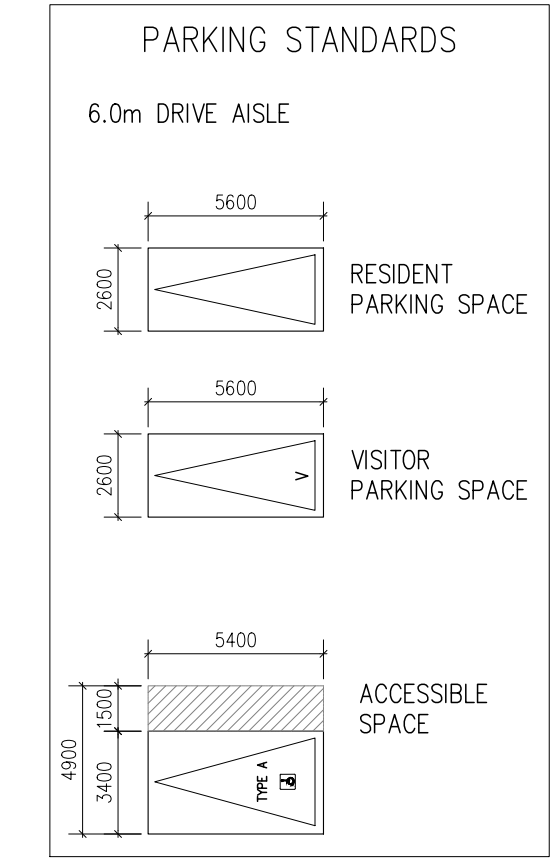 PARKING STANDARDS
6.0m DRIVE AISLE
5600
2600
RESIDENT
PARKING SPACE
5600
2600
V
VISITOR
PARKING SPACE
5400
4900
1500
3400
TYPE A
ACCESSIBLE
SPACE